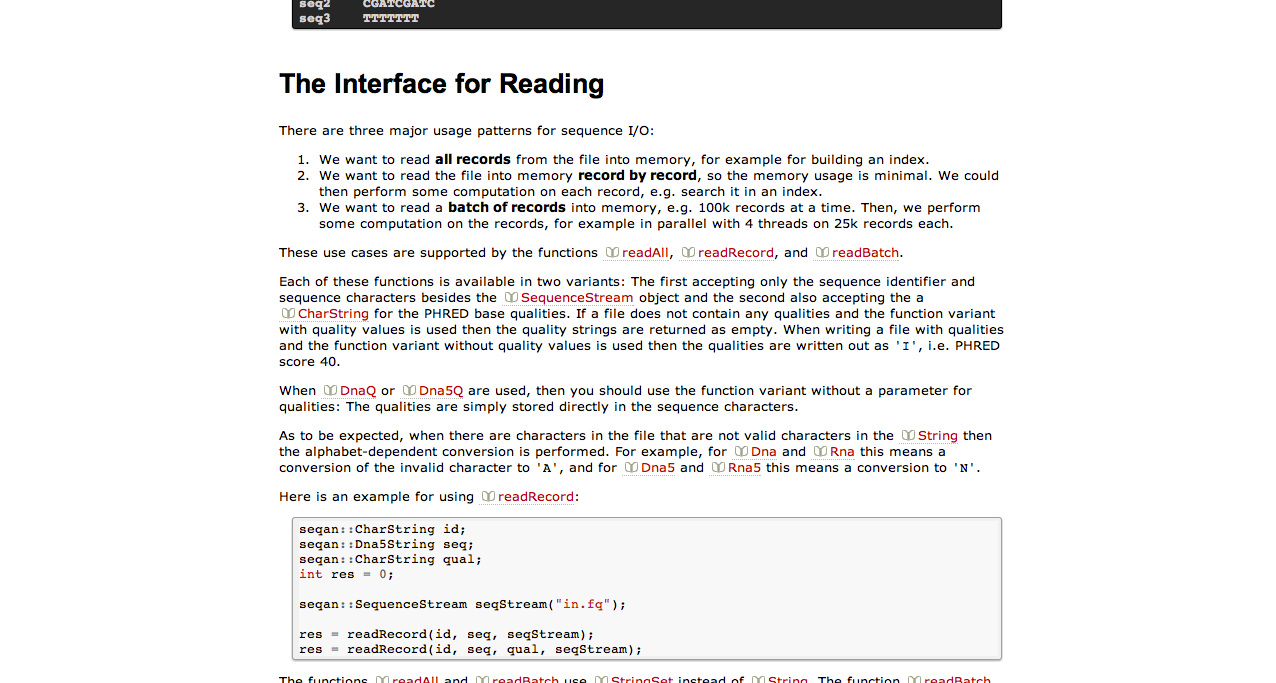 seq2    CGATCGATC
seq3    TTTTTTT
The Interface for Reading
There are three major usage patterns for sequence I/O:
1. We want to read all records from the file into memory, for example for building an index.
2. We want to read the file into memory record by record, so the memory usage is minimal. We could
then perform some computation on each record, e.g. search it in an index.
3. We want to read a batch of records into memory, e.g. 100k records at a time. Then, we perform
some computation on the records, for example in parallel with 4 threads on 25k records each.
These use cases are supported by the functions readAll, readRecord, and readBatch.
Each of these functions is available in two variants: The first accepting only the sequence identifier and
sequence characters besides the SequenceStream object and the second also accepting the a
CharString for the PHRED base qualities. If a file does not contain any qualities and the function variant
with quality values is used then the quality strings are returned as empty. When writing a file with qualities
and the function variant without quality values is used then the qualities are written out as 'I', i.e. PHRED
score 40.
When DnaQ or Dna5Q are used, then you should use the function variant without a parameter for
qualities: The qualities are simply stored directly in the sequence characters.
As to be expected, when there are characters in the file that are not valid characters in the String then
the alphabet-dependent conversion is performed. For example, for Dna and Rna this means a
conversion of the invalid character to 'A', and for Dna5 and Rna5 this means a conversion to 'N'.
Here is an example for using readRecord:
seqan::CharString id;
seqan::Dna5String seq;
seqan::CharString qual;
int res = 0;
seqan::SequenceStream seqStream("in.fq");
res = readRecord(id, seq, seqStream);
res = readRecord(id, seq, qual, seqStream);
The functions readAll and readBatch use StringSet instead of String. The function readBatch